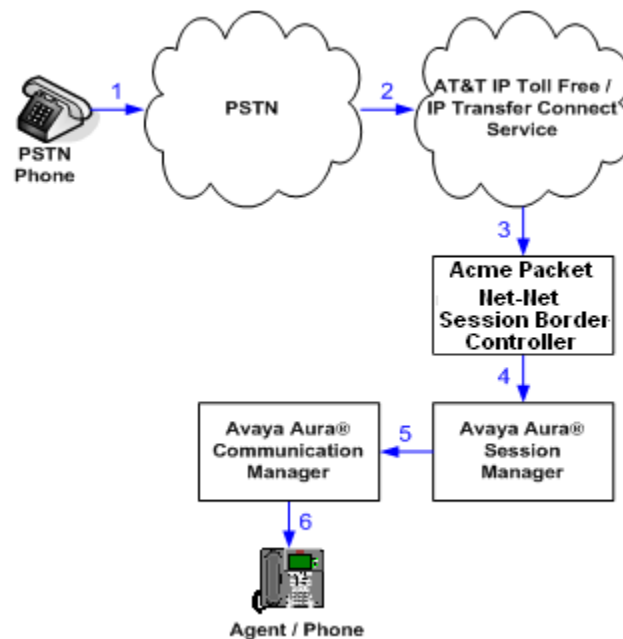 1
PSTN
Phone
PSTN
2
AT&T IP Toll Free /
IP Transfer Connect
Service
3
Acme Packet
Net-Net
Session Border
Controller
4
Avaya Aura®
Session
Manager
5
Avaya Aura®
Communication
Manager
6
Agent / Phone